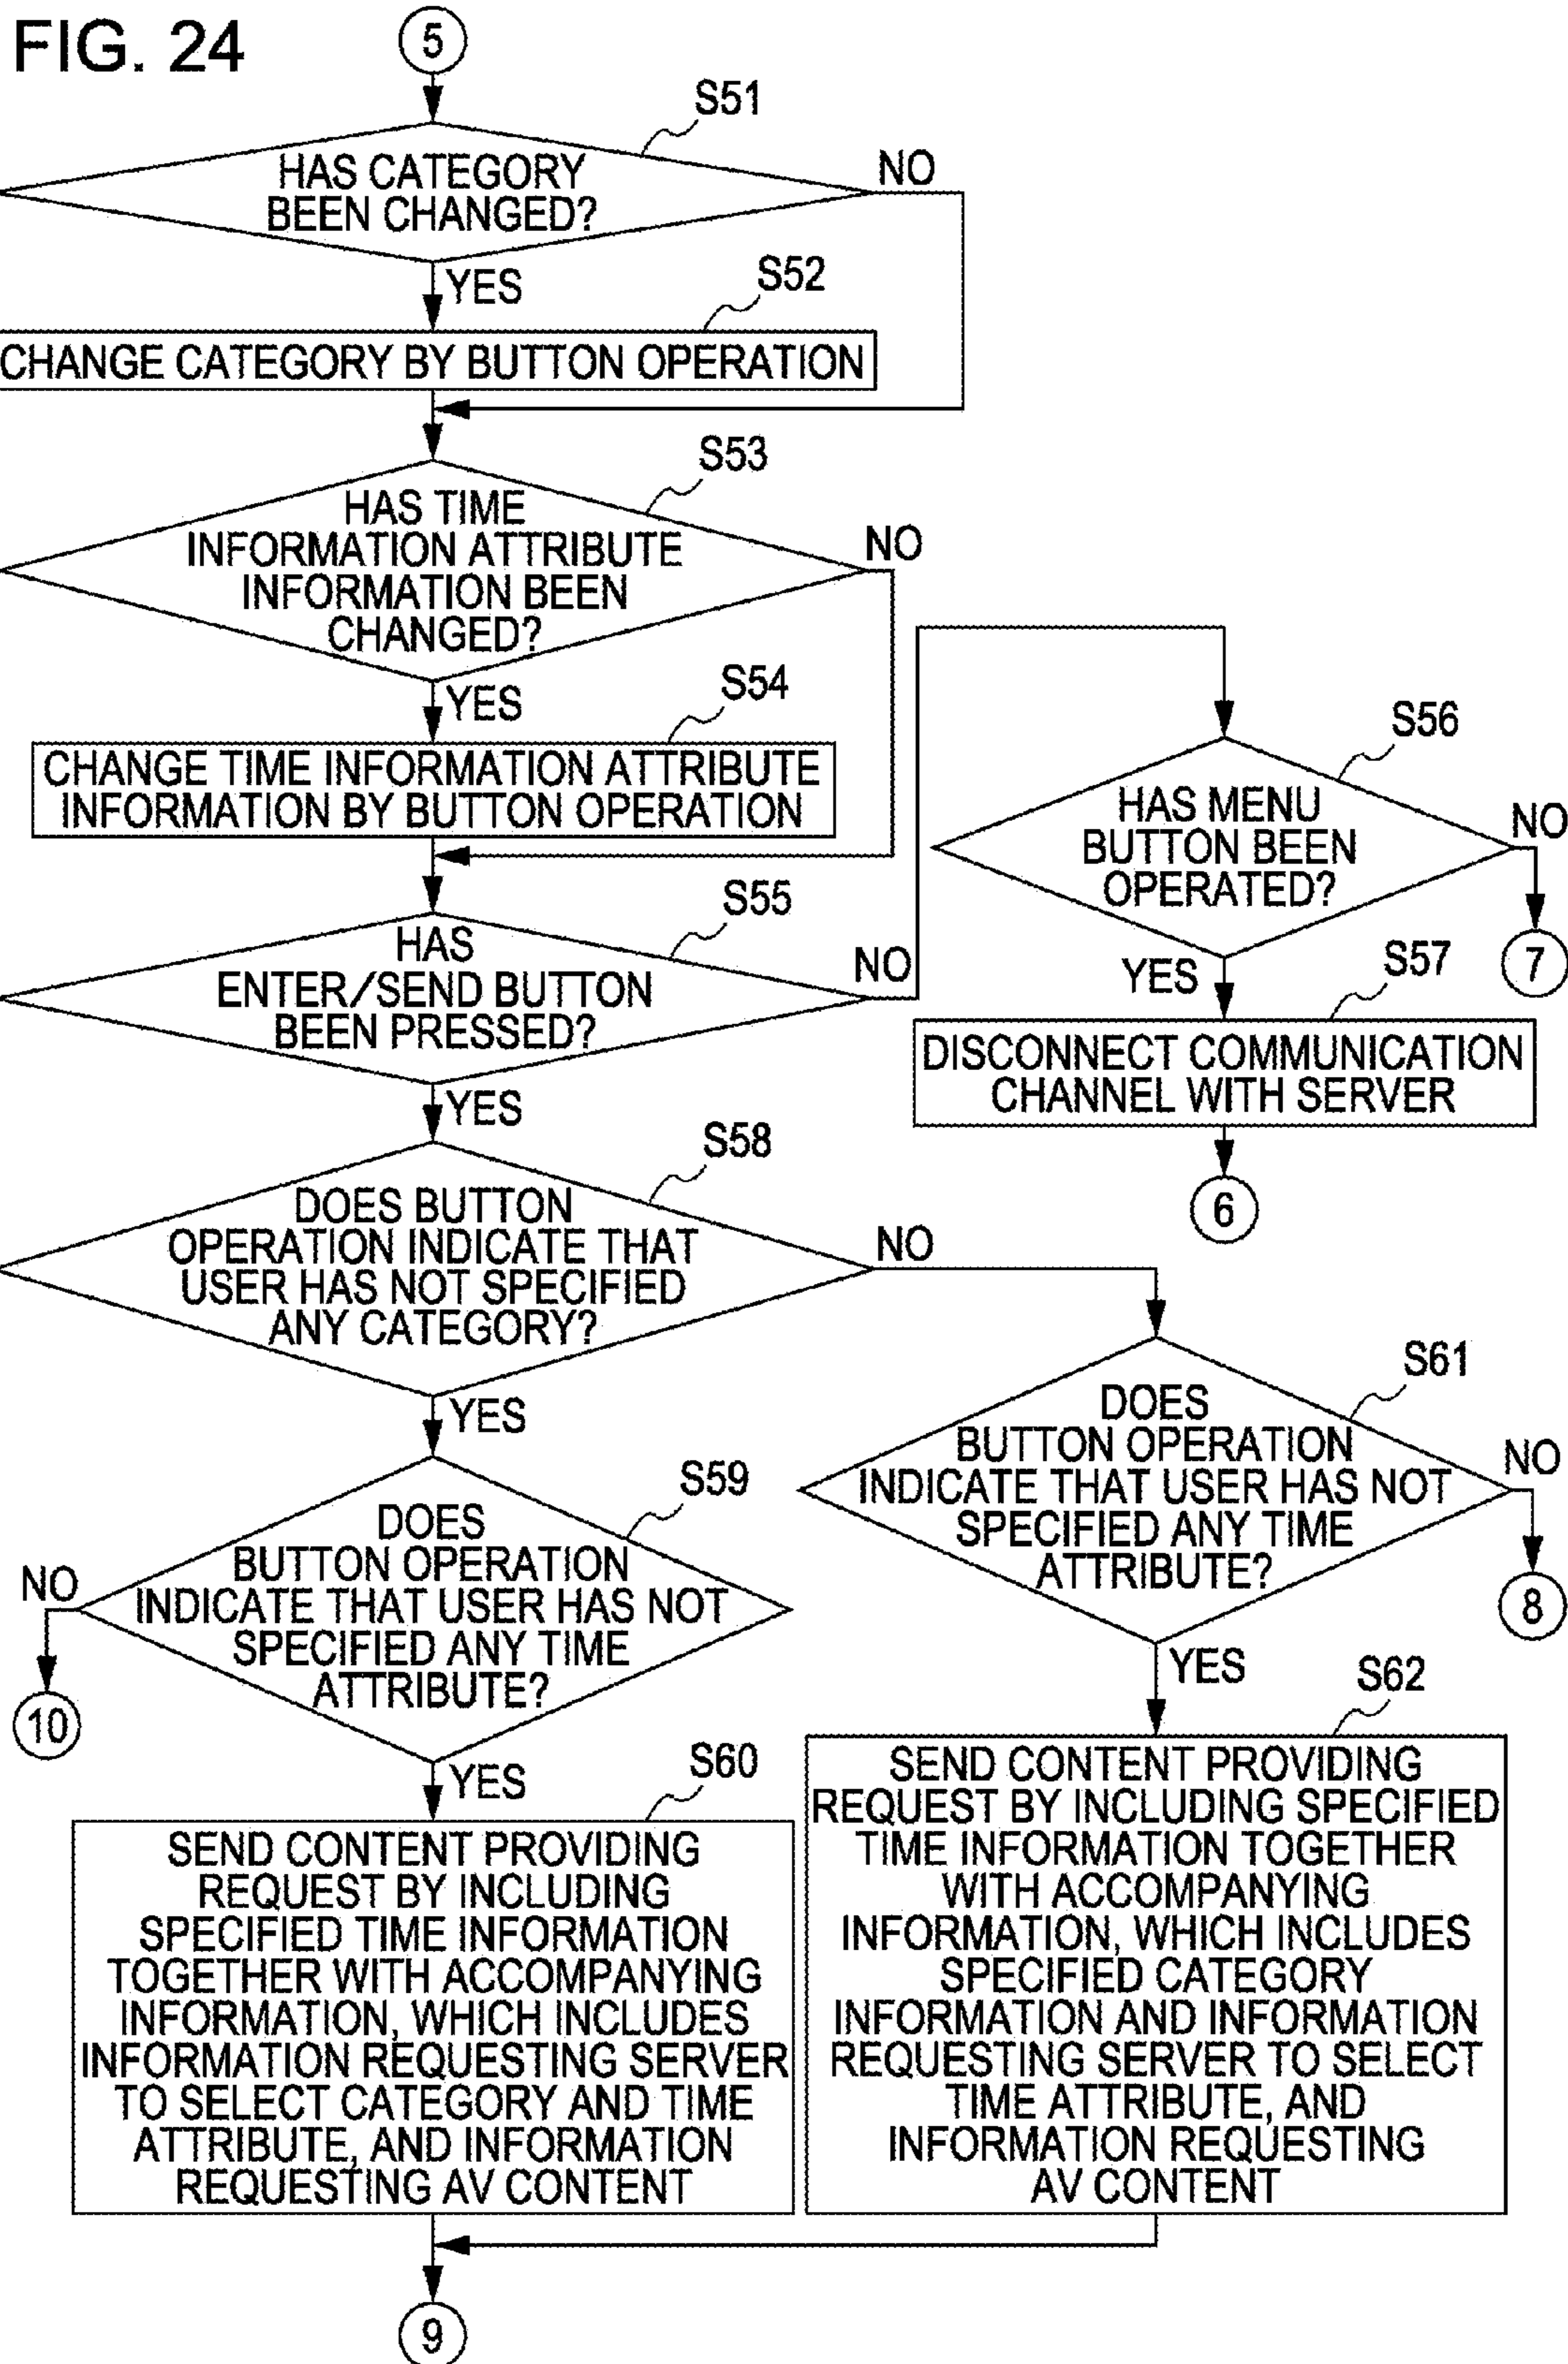 FIG. 24
5
S51
HAS CATEGORY
BEEN CHANGED?
NO
YES
S52
CHANGE CATEGORY BY BUTTON OPERATION
S53
HAS TIME
INFORMATION ATTRIBUTE
INFORMATION BEEN
CHANGED?
NO
YES
S54
CHANGE TIME INFORMATION ATTRIBUTE
INFORMATION BY BUTTON OPERATION
S55
HAS
ENTER/SEND BUTTON
BEEN PRESSED?
NO
YES
S56
HAS MENU
BUTTON BEEN
OPERATED?
NO
7
YES
S57
DISCONNECT COMMUNICATION
CHANNEL WITH SERVER
6
S58
DOES BUTTON
OPERATION INDICATE THAT
USER HAS NOT SPECIFIED
ANY CATEGORY?
NO
YES
S59
DOES
BUTTON OPERATION
INDICATE THAT USER HAS NOT
SPECIFIED ANY TIME
ATTRIBUTE?
NO
10
YES
S60
SEND CONTENT PROVIDING
REQUEST BY INCLUDING
SPECIFIED TIME INFORMATION
TOGETHER WITH ACCOMPANYING
INFORMATION, WHICH INCLUDES
INFORMATION REQUESTING SERVER
TO SELECT CATEGORY AND TIME
ATTRIBUTE, AND INFORMATION
REQUESTING AV CONTENT
S61
DOES
BUTTON OPERATION
INDICATE THAT USER HAS NOT
SPECIFIED ANY TIME
ATTRIBUTE?
NO
8
YES
S62
SEND CONTENT PROVIDING
REQUEST BY INCLUDING SPECIFIED
TIME INFORMATION TOGETHER
WITH ACCOMPANYING
INFORMATION, WHICH INCLUDES
SPECIFIED CATEGORY
INFORMATION AND INFORMATION
REQUESTING SERVER TO SELECT
TIME ATTRIBUTE, AND
INFORMATION REQUESTING
AV CONTENT
9